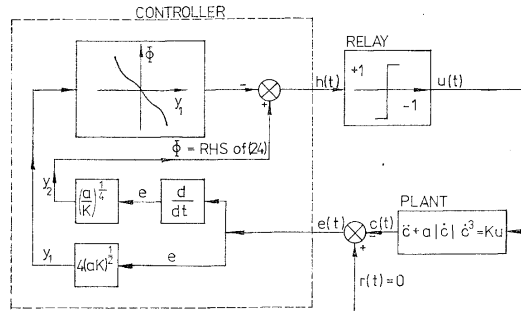 CONTROLLER
Φ
y₁
RELAY
+1
-1
-
+
h(t)
u(t)
Φ = RHS of (24)
y₂
(a/K)^1/4
e
d/dt
y₁
4(aK)^1/2
e
e(t)
c(t)
-
+
r(t)=0
PLANT
c̈ + a|ċ| ċ³ = Ku